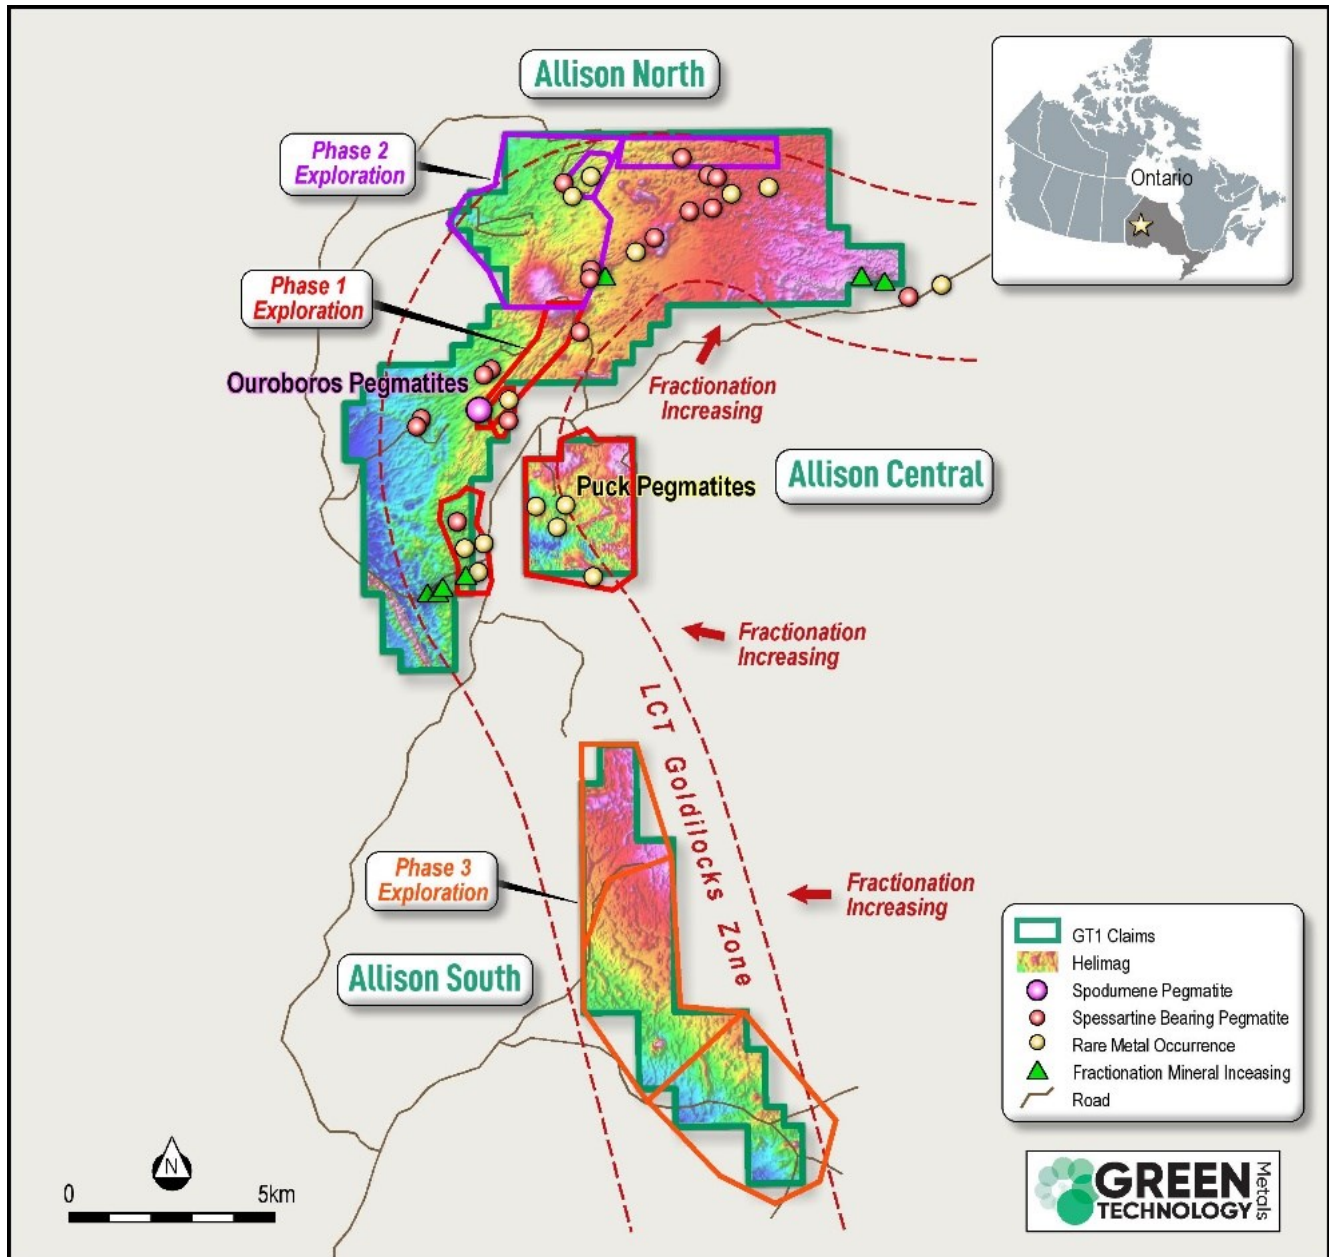 Allison North
Phase 2
Exploration
Ontario
Phase 1
Exploration
Ouroboros Pegmatites
Fractionation
Increasing
Allison Central
Puck Pegmatites
Fractionation
Increasing
LCT Goldilocks Zone
Phase 3
Exploration
Fractionation
Increasing
Allison South
GT1 Claims
Helimag
Spodumene Pegmatite
Spessartine Bearing Pegmatite
Rare Metal Occurrence
Fractionation Mineral Inceasing
Road
N
0 5km
GREEN
TECHNOLOGY
Metals